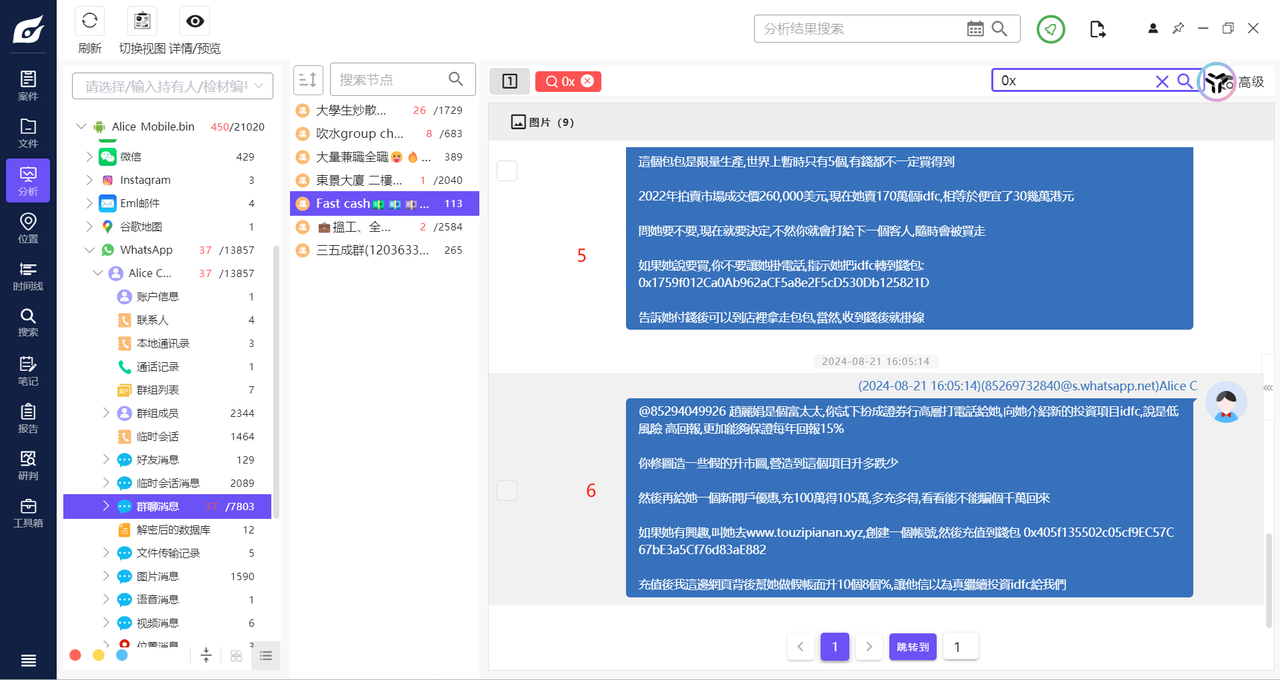 刷新
切换视图
详情/预览
分析结果搜索
案件
文件
分析
位置
时间线
搜索
笔记
报告
研判
工具箱
请选择/输入持有人/检材编号
Alice Mobile.bin 450/21020
微信 429
Instagram 3
Eml邮件 4
谷歌地图 1
WhatsApp 37 /13857
Alice C... 37 /13857
账户信息 1
联系人 4
本地通讯录 3
通话记录 1
群组列表 7
群组成员 2344
临时会话 1464
好友消息 129
临时会话消息 2089
群聊消息 37 /7803
解密后的数据库 12
文件传输记录 5
图片消息 1590
语音消息 1
视频消息 6
位置消息 3
搜索节点
大學生炒散... 26 /1729
吹水group ch... 8 /683
大量兼職全職😝🔥... 389
東景大廈 二樓... 1 /2040
Fast cash💵💶💷... 113
💼搵工、全... 2 /2584
三五成群(1203633... 265
1
0x
0x
高级
图片 (9)
這個包包是限量生產,世界上暫時只有5個,有錢都不一定買得到
2022年拍賣市場成交價260,000美元,現在她賣170萬個idfc,相等於便宜了30幾萬港元
問她要不要,現在就要決定,不然你就會打給下一個客人,隨時會被買走
5
如果她說要買,你不要讓她掛電話,指示她把idfc轉到錢包:
0x1759f012Ca0Ab962aCF5a8e2F5cD530Db125821D
告訴她付錢後可以到店裡拿走包包,當然,收到錢後就掛線
2024-08-21 16:05:14
(2024-08-21 16:05:14)(85269732840@s.whatsapp.net)Alice C
@85294049926 趙麗娟是個富太太,你試下扮成證券行高層打電話給她,向她介紹新的投資項目idfc,說是低
風險 高回報,更加能夠保證每年回報15%
你修圖造一些假的升市圖,營造到這個項目升多跌少
6
然後再給她一個新開戶優惠,充100萬得105萬,多充多得,看看能不能騙個千萬回來
如果她有興趣,叫她去www.touzipianan.xyz,創建一個帳號,然後充值到錢包 0x405f135502c05cf9EC57C
67bE3a5Cf76d83aE882
充值後我這邊網頁背後幫她做假帳面升10個8個%,讓他信以為真繼續投資idfc給我們
1
跳转到
1